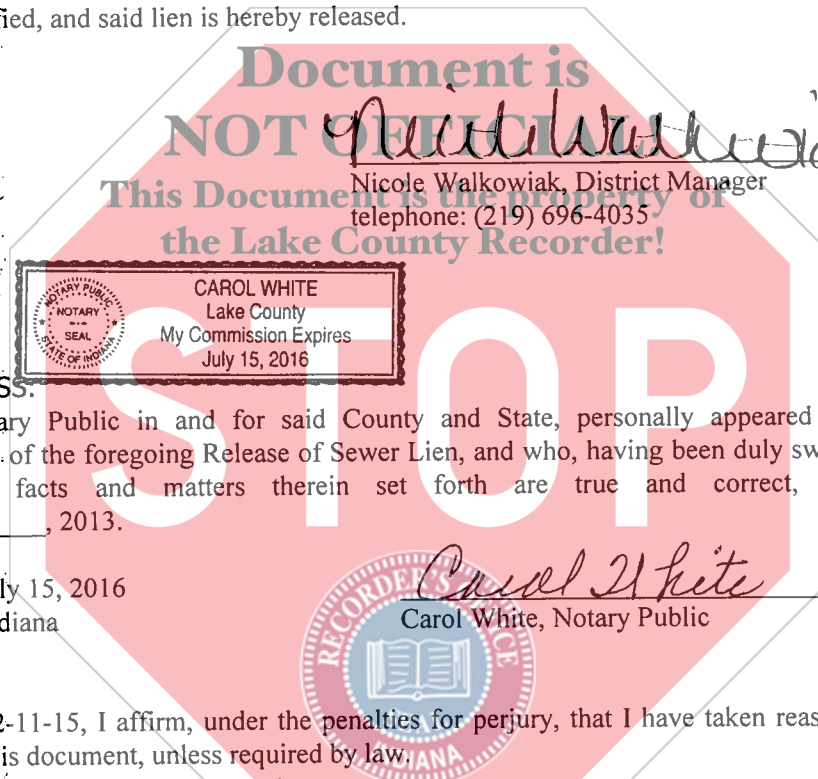 fied, and said lien is hereby released.
Document is
NOT OFFICIAL!
Nicole Walkowiak
This Document is the property of
the Lake County Recorder!
Nicole Walkowiak, District Manager
telephone: (219) 696-4035
CAROL WHITE
Lake County
My Commission Expires
July 15, 2016
NOTARY PUBLIC
NOTARY
SEAL
STATE OF INDIANA
SS:
ary Public in and for said County and State, personally appeared
of the foregoing Release of Sewer Lien, and who, having been duly sw
facts and matters therein set forth are true and correct,
, 2013.
STOP
Carol White
ly 15, 2016
diana
Carol White, Notary Public
RECORDER'S OFFICE
INDIANA
2-11-15, I affirm, under the penalties for perjury, that I have taken reas
is document, unless required by law.